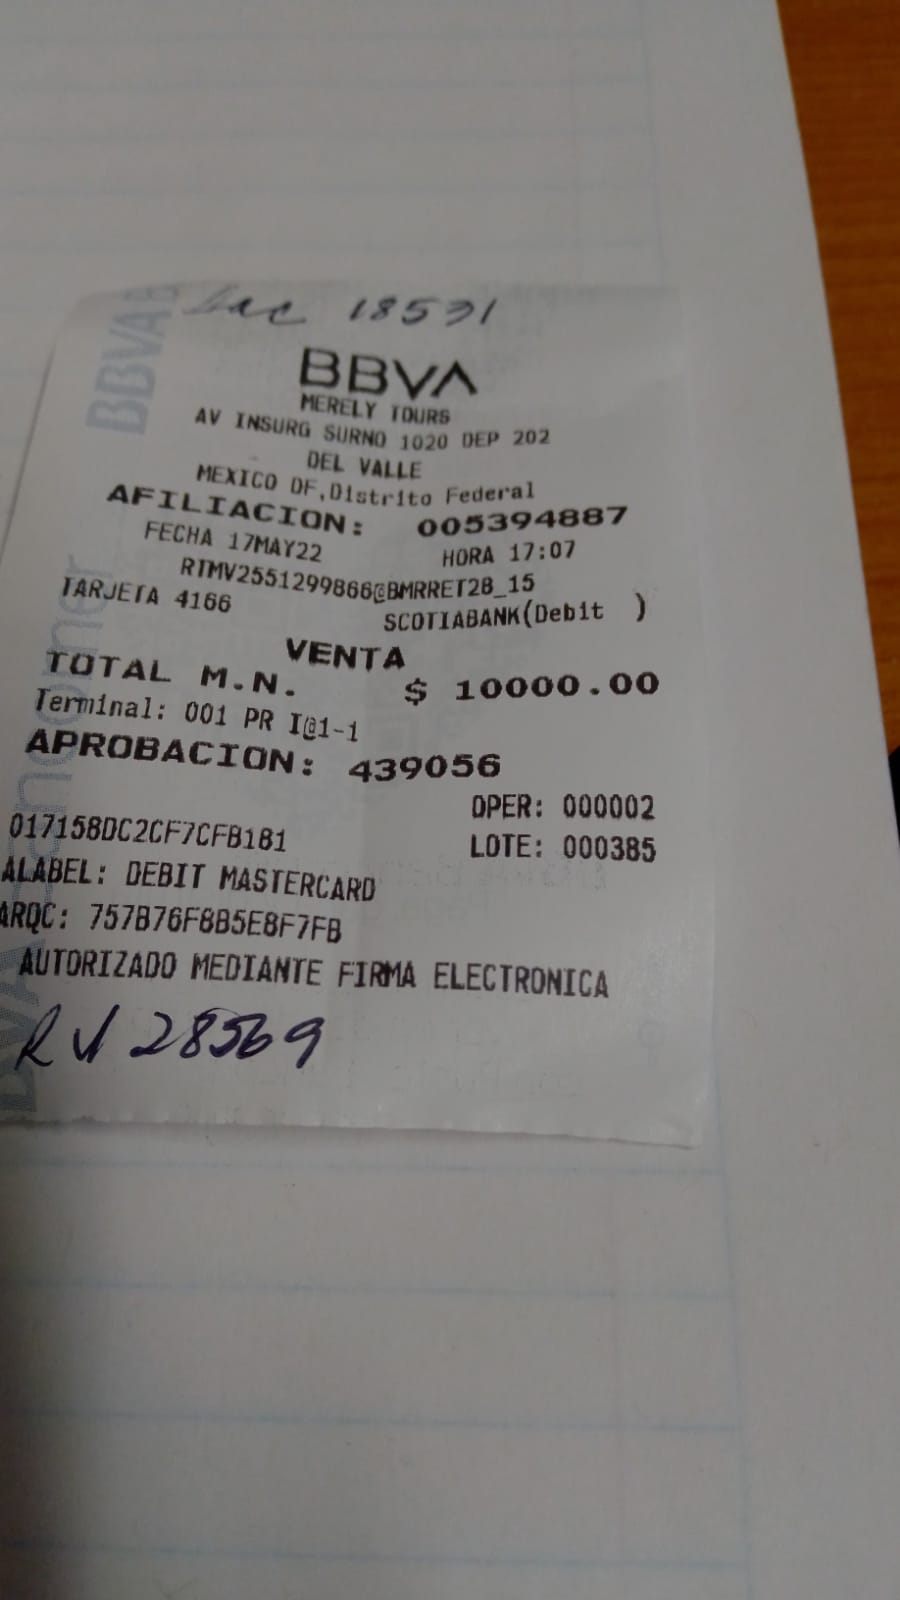 18531
BBVA
MERELY TOURS
AV INSURG SURNO 1020 DEP 202
DEL VALLE
MEXICO DF,Distrito Federal
AFILIACION: 005394887
FECHA 17MAY22 HORA 17:07
RTMV2551299866@BMRRET28_15
TARJETA 4166 SCOTIABANK(Debit )
VENTA
TOTAL M.N. $ 10000.00
Terminal: 001 PR I@1-1
APROBACION: 439056
OPER: 000002
017158DC2CF7CFB1B1 LOTE: 000385
ALABEL: DEBIT MASTERCARD
ARQC: 757B76F8B5E8F7FB
AUTORIZADO MEDIANTE FIRMA ELECTRONICA
RV 28569